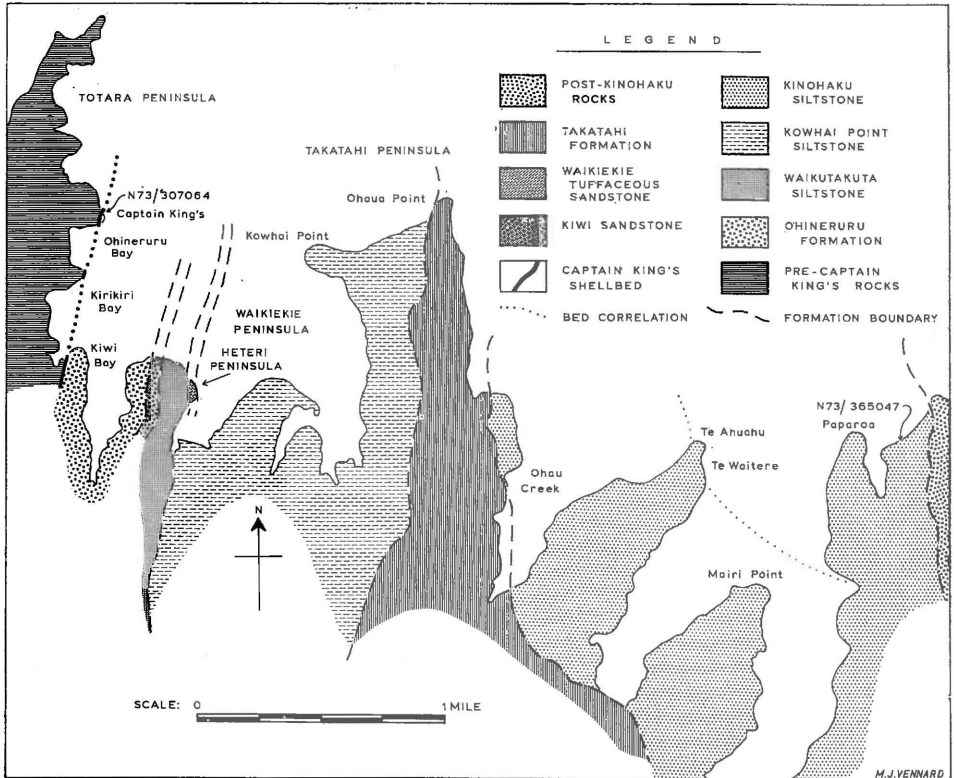 LEGEND
POST-KINOHAKU
ROCKS
TAKATAHI
FORMATION
WAIKIEKIE
TUFFACEOUS
SANDSTONE
KIWI SANDSTONE
CAPTAIN KING'S
SHELLBED
BED CORRELATION
KINOHAKU
SILTSTONE
KOWHAI POINT
SILTSTONE
WAIKUTAKUTA
SILTSTONE
OHINERURU
FORMATION
PRE-CAPTAIN
KING'S ROCKS
FORMATION BOUNDARY
TOTARA PENINSULA
TAKATAHI PENINSULA
N73/307064
Captain King's
Ohaua Point
Ohineruru
Bay
Kowhai Point
Kirikiri
Bay
WAIKIEKIE
PENINSULA
Kiwi
Bay
HETERI
PENINSULA
N73/365047
Paparoa
Te Ahuahu
Te Waitere
Ohau
Creek
N
Mairi Point
SCALE: 0 1 MILE
M.J.VENNARD